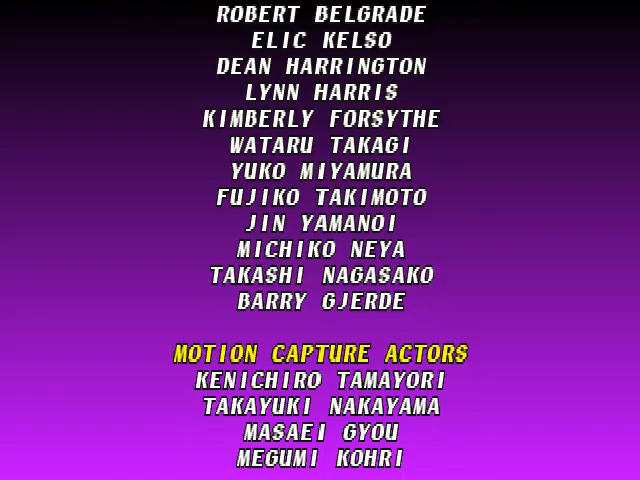 ROBERT BELGRADE
ELIC KELSO
DEAN HARRINGTON
LYNN HARRIS
KIMBERLY FORSYTHE
WATARU TAKAGI
YUKO MIYAMURA
FUJIKO TAKIMOTO
JIN YAMANOI
MICHIKO NEYA
TAKASHI NAGASAKO
BARRY GJERDE
MOTION CAPTURE ACTORS
KENICHIRO TAMAYORI
TAKAYUKI NAKAYAMA
MASAEI GYOU
MEGUMI KOHRI